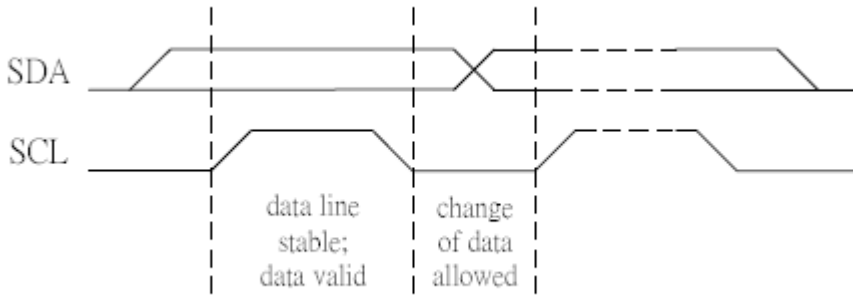 SDA
SCL
data line
stable;
data valid
change
of data
allowed